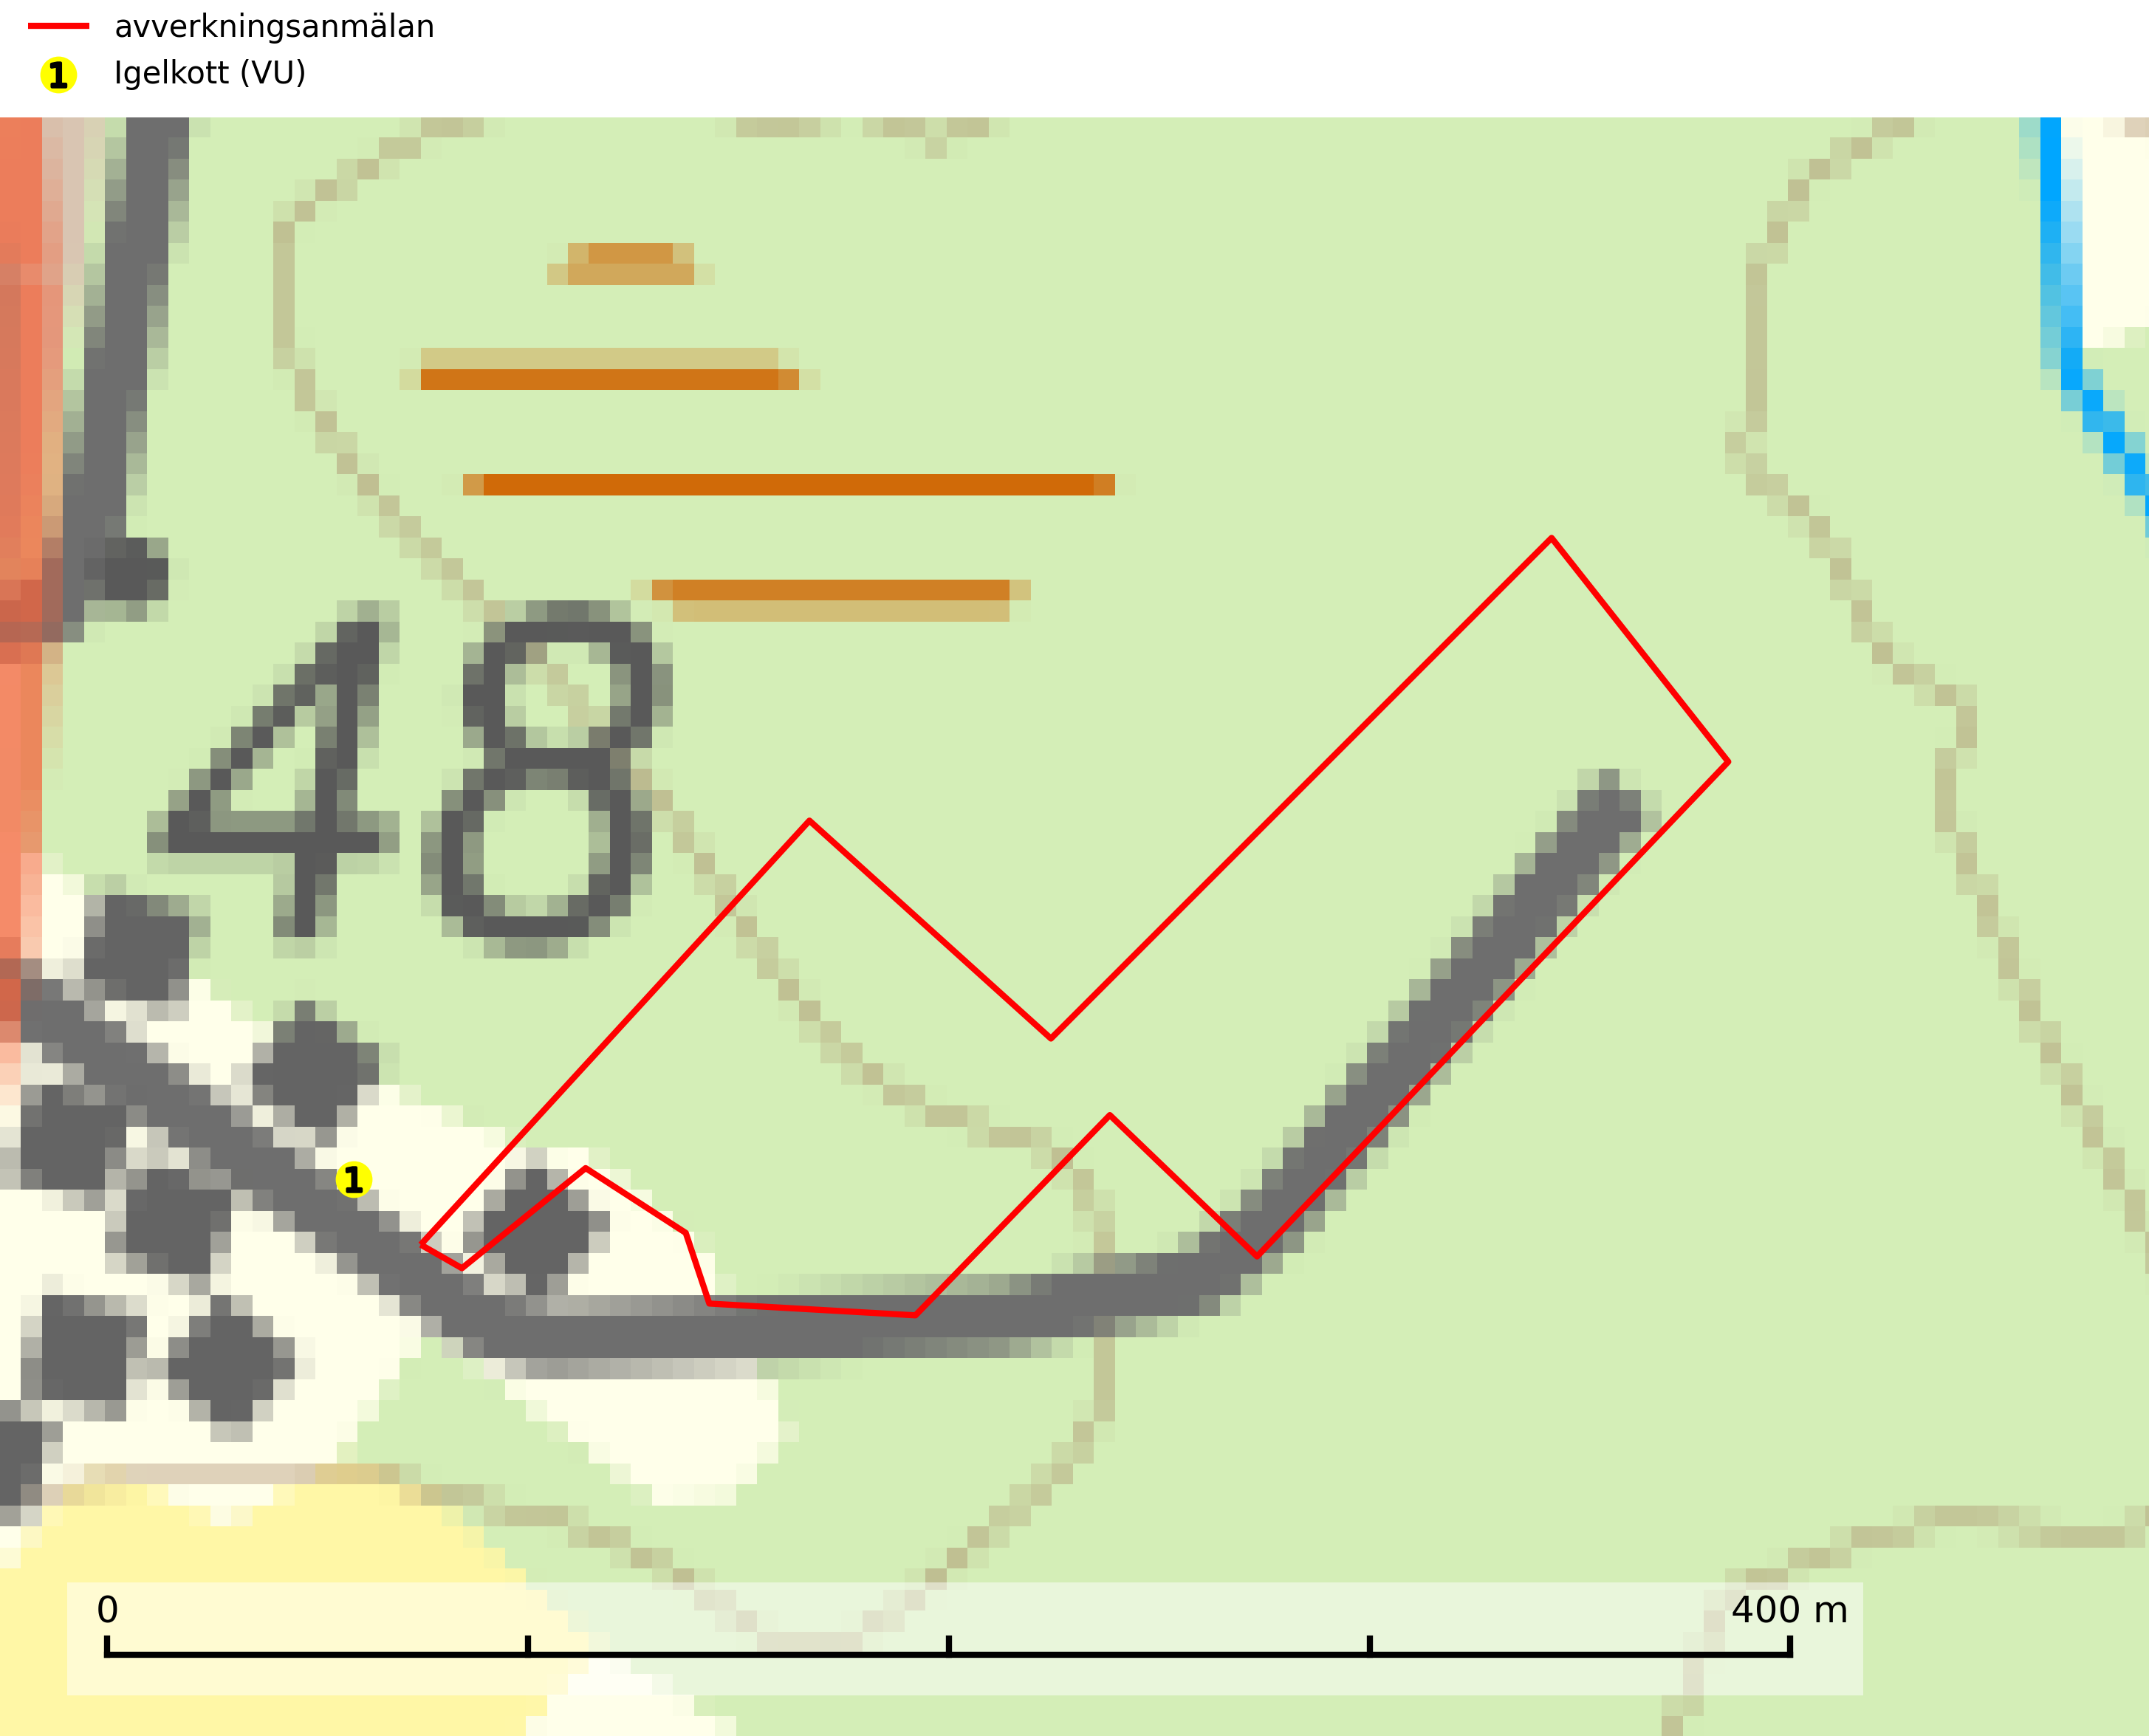 avverkningsanmälan
1 Igelkott (VU)
48
1
0 400 m